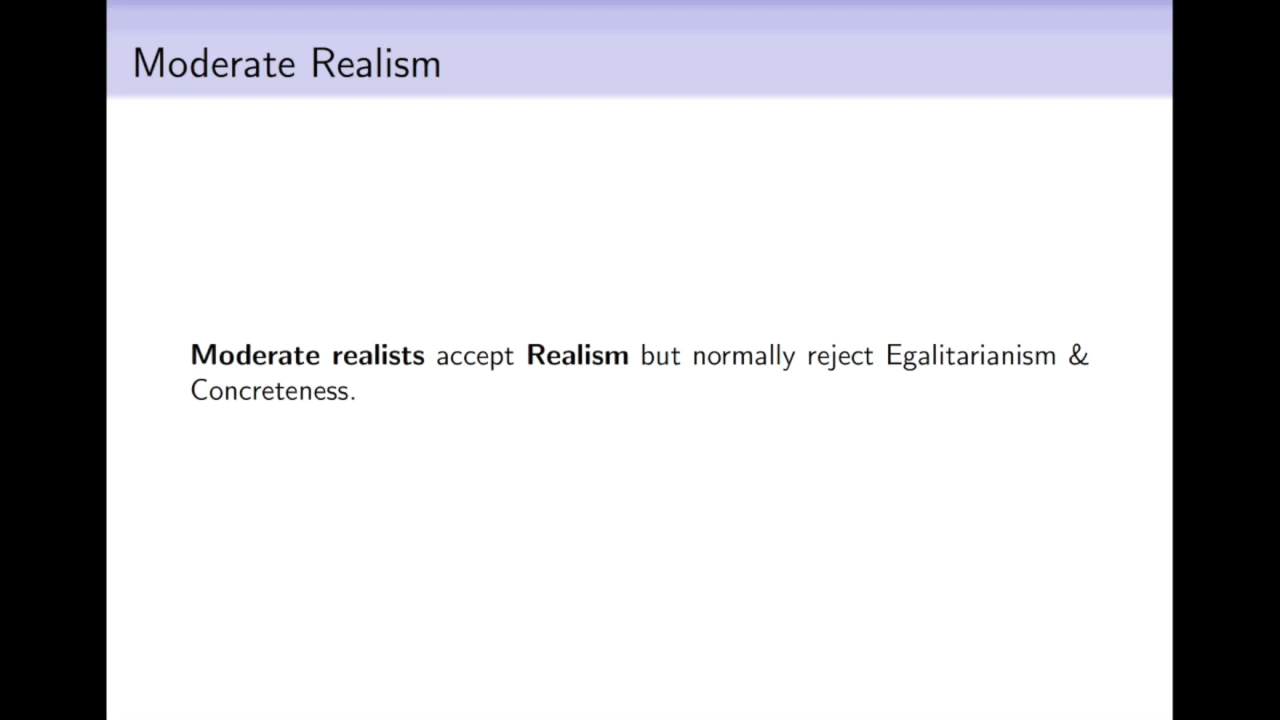 Moderate Realism
Moderate realists accept Realism but normally reject Egalitarianism &
Concreteness.